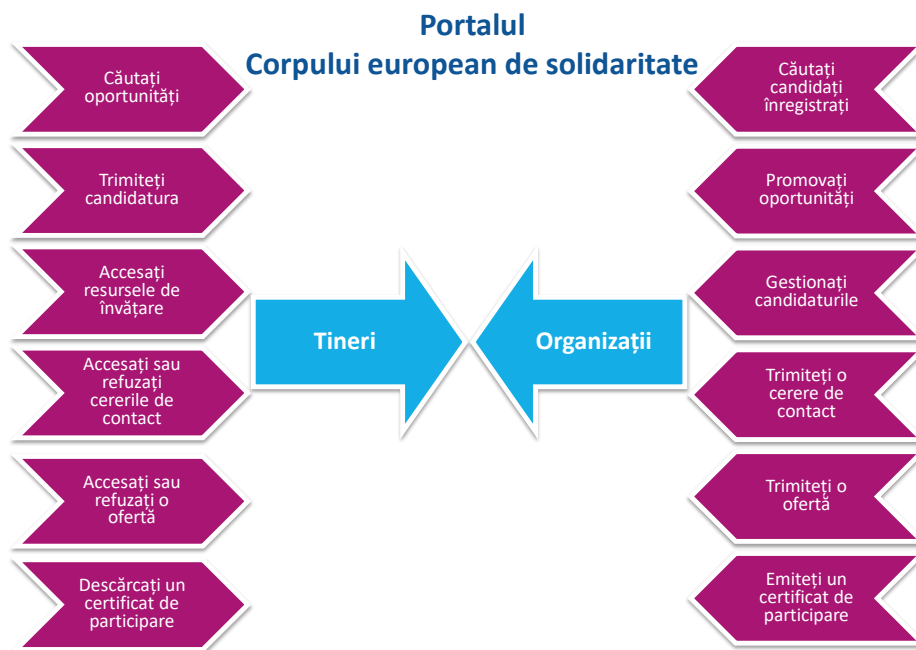 Portalul
Corpului european de solidaritate
Căutați
oportunități
Trimiteți
candidatura
Accesați
resursele de
învățare
Accesați sau
refuzați
cererile de
contact
Accesați sau
refuzați o
ofertă
Descărcați un
certificat de
participare
Tineri
Organizații
Căutați
candidați
înregistrați
Promovați
oportunități
Gestionați
candidaturile
Trimiteți o
cerere de
contact
Trimiteți o
ofertă
Emiteți un
certificat de
participare